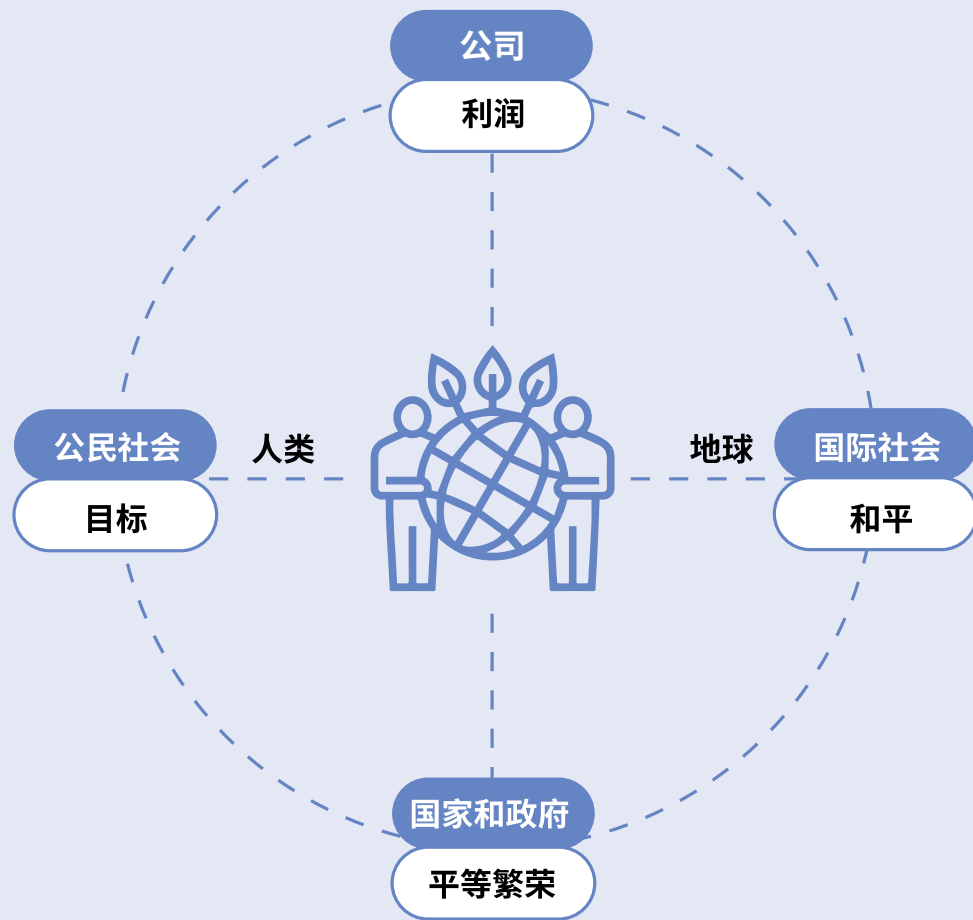 公司
利润
公民社会
目标
人类
地球
国际社会
和平
国家和政府
平等繁荣